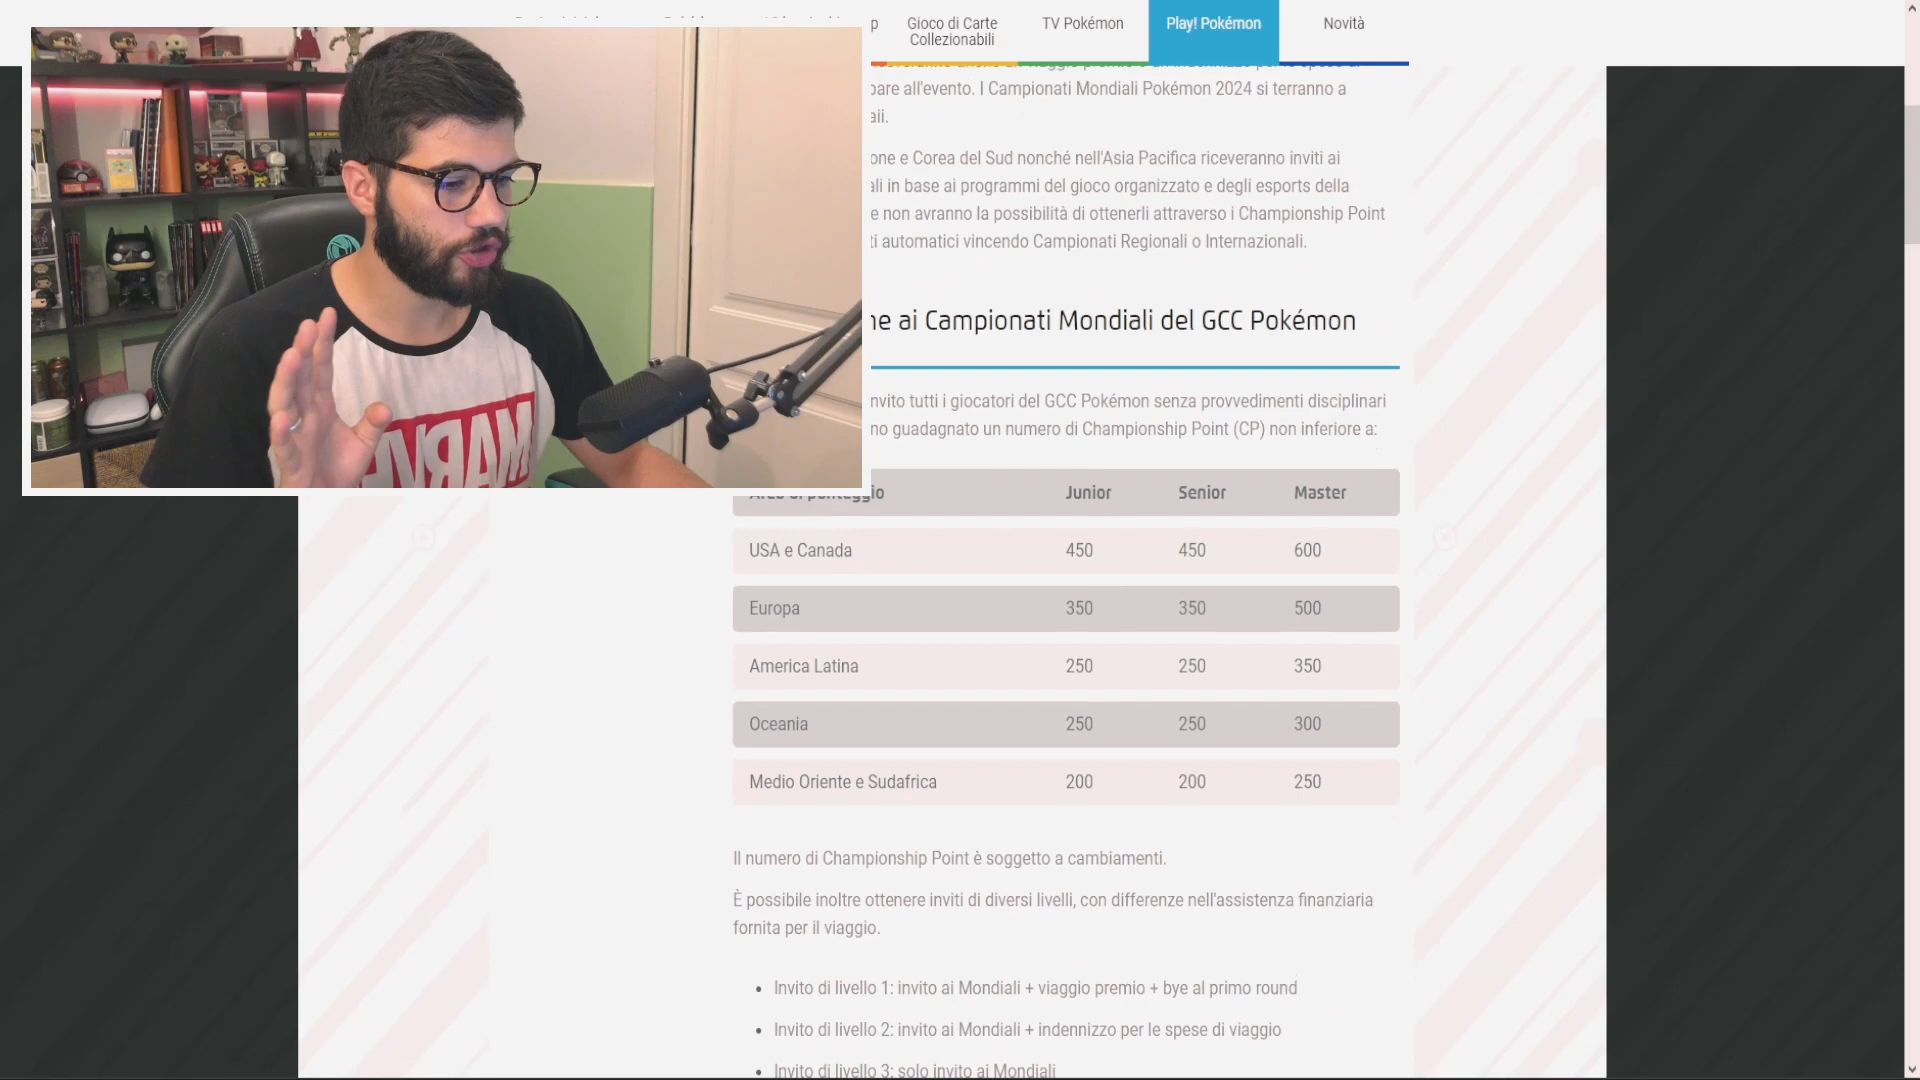 Gioco di Carte
Collezionabili
TV Pokémon
Play! Pokémon
Novità
pare all'evento. I Campionati Mondiali Pokémon 2024 si terranno a
aii.
one e Corea del Sud nonché nell'Asia Pacifica riceveranno inviti ai
ali in base ai programmi del gioco organizzato e degli esports della
e non avranno la possibilità di ottenerli attraverso i Championship Point
ti automatici vincendo Campionati Regionali o Internazionali.
ne ai Campionati Mondiali del GCC Pokémon
nvito tutti i giocatori del GCC Pokémon senza provvedimenti disciplinari
no guadagnato un numero di Championship Point (CP) non inferiore a:
MARVEL
Area di punteggio Junior Senior Master
USA e Canada 450 450 600
Europa 350 350 500
America Latina 250 250 350
Oceania 250 250 300
Medio Oriente e Sudafrica 200 200 250
Il numero di Championship Point è soggetto a cambiamenti.
È possibile inoltre ottenere inviti di diversi livelli, con differenze nell'assistenza finanziaria
fornita per il viaggio.
• Invito di livello 1: invito ai Mondiali + viaggio premio + bye al primo round
• Invito di livello 2: invito ai Mondiali + indennizzo per le spese di viaggio
• Invito di livello 3: solo invito ai Mondiali